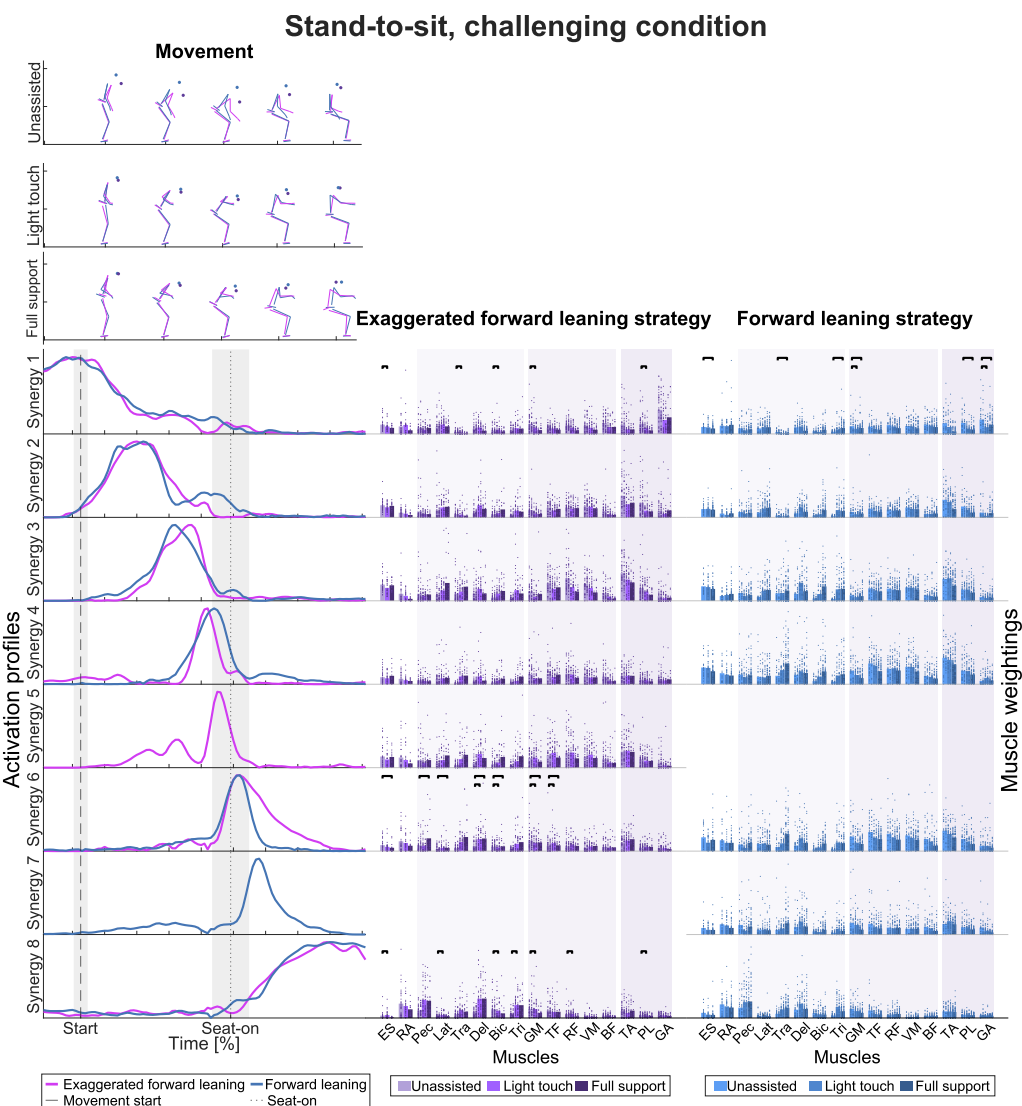 Stand-to-sit, challenging condition
Movement
Unassisted
Light touch
Full support
Exaggerated forward leaning strategy
Forward leaning strategy
Activation profiles
Synergy 1
Synergy 2
Synergy 3
Synergy 4
Synergy 5
Synergy 6
Synergy 7
Synergy 8
Muscle weightings
Start
Seat-on
Time [%]
ES RA Pec Lat Tra Del Bic Tri GM TF RF VM BF TA PL GA
Muscles
ES RA Pec Lat Tra Del Bic Tri GM TF RF VM BF TA PL GA
Muscles
Exaggerated forward leaning
Forward leaning
Movement start
Seat-on
Unassisted Light touch Full support
Unassisted Light touch Full support